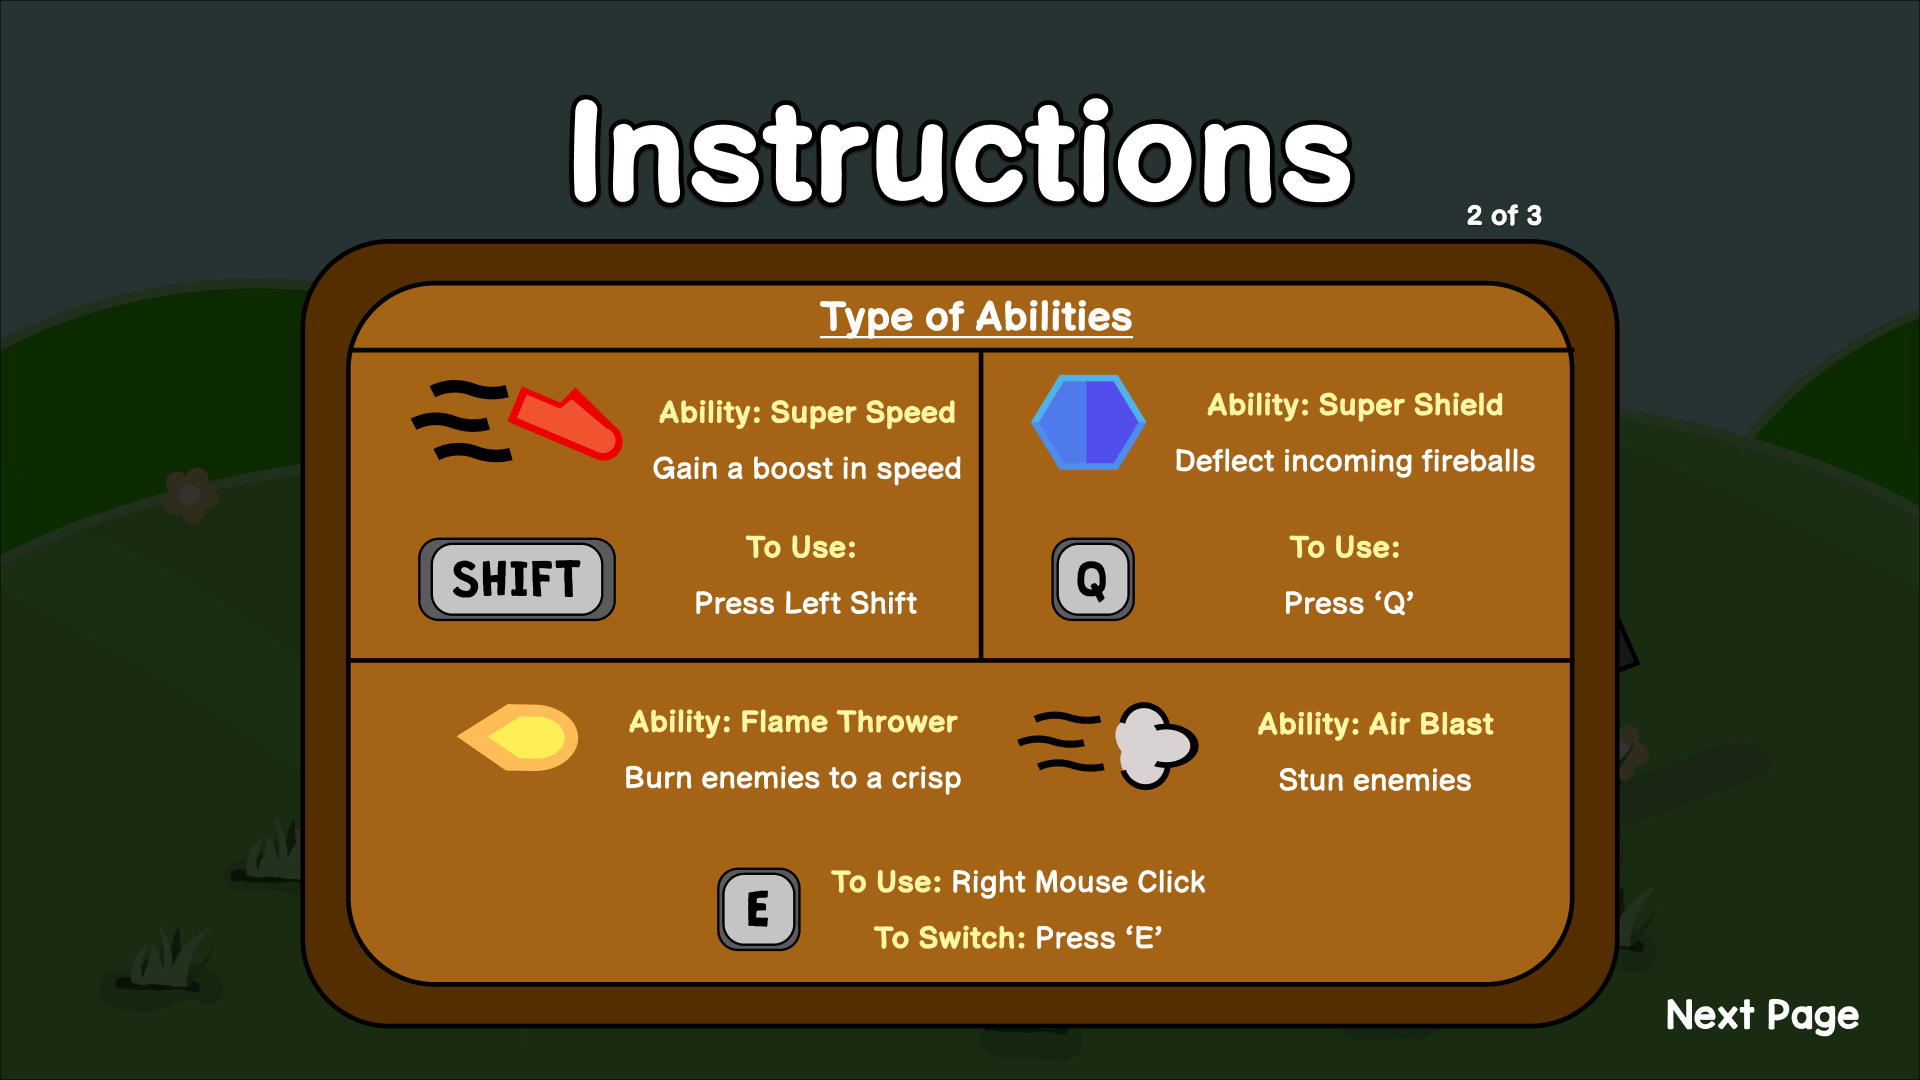 Instructions
2 of 3
Type of Abilities
Ability: Super Speed
Gain a boost in speed
SHIFT
To Use:
Press Left Shift
Ability: Super Shield
Deflect incoming fireballs
Q
To Use:
Press ‘Q’
Ability: Flame Thrower
Burn enemies to a crisp
Ability: Air Blast
Stun enemies
E
To Use: Right Mouse Click
To Switch: Press ‘E’
Next Page